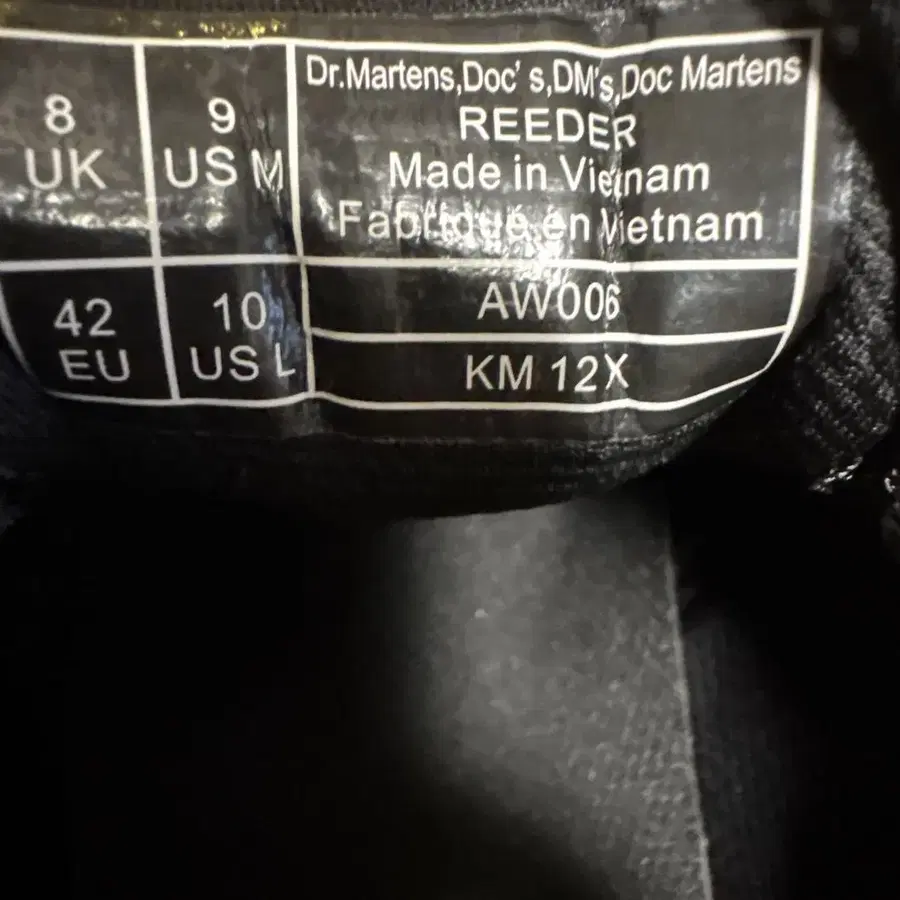 8
UK
9
US M
Dr.Martens,Doc's,DM's,Doc Martens
REEDER
Made in Vietnam
Fabriqué en Vietnam
42
EU
10
US L
AW006
KM 12X